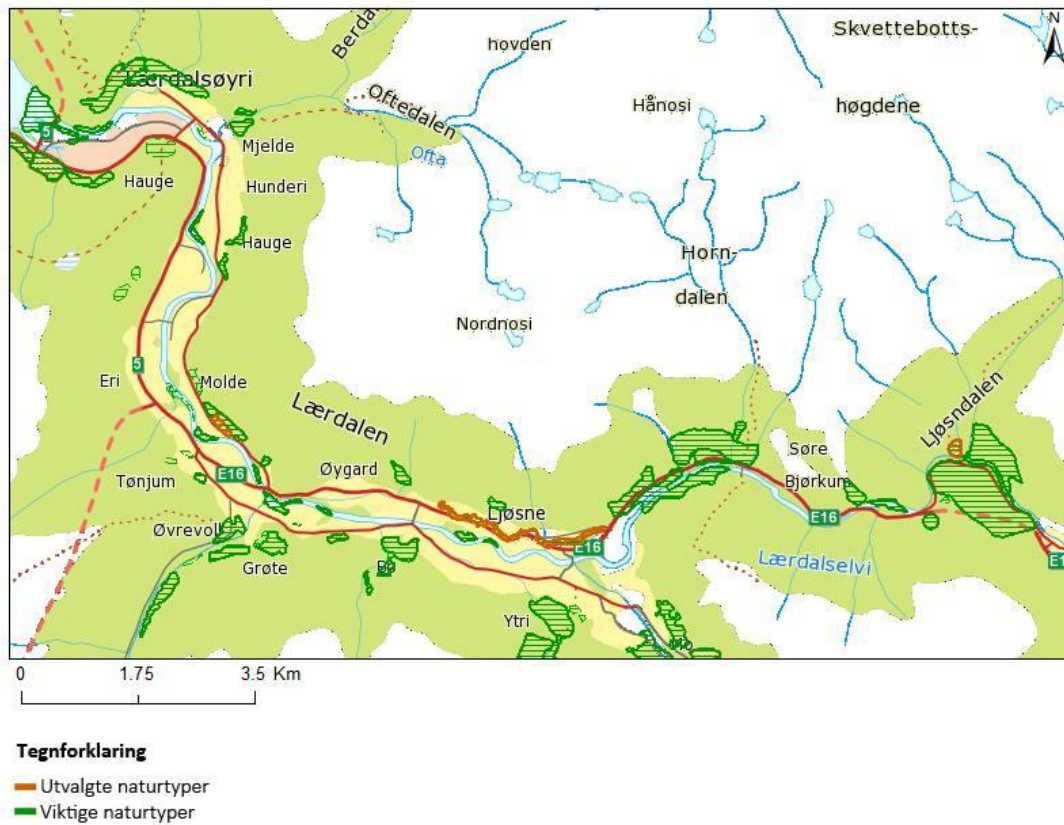 N
Skvettebotts-
hovden
Berdal
Lærdalsøyri
Hånosi
høgdene
Oftedalen
5
Mjelde
Ofta
Hauge
Hunderi
Hauge
Horn-
dalen
Nordnosi
5
Eri
Molde
Lærdalen
Ljøsndalen
Søre
Bjørkum
Øygard
E16
Tønjum
Ljøsne
E16
Øvrevoll
E16
Lærdalselvi
Grøte
Bø
Ytri
Mo
0
1.75
3.5 Km
Tegnforklaring
Utvalgte naturtyper
Viktige naturtyper